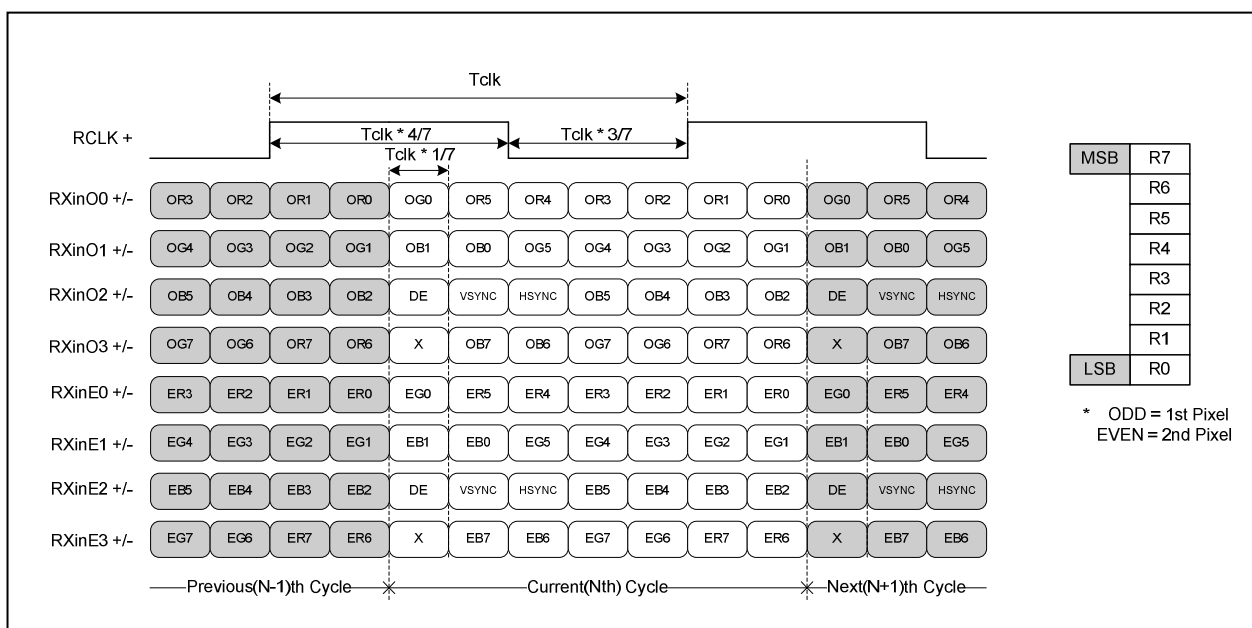 Tclk
RCLK +
Tclk * 4/7 Tclk * 3/7
Tclk * 1/7
RXinO0 +/- OR3 OR2 OR1 OR0 OG0 OR5 OR4 OR3 OR2 OR1 OR0 OG0 OR5 OR4
RXinO1 +/- OG4 OG3 OG2 OG1 OB1 OB0 OG5 OG4 OG3 OG2 OG1 OB1 OB0 OG5
RXinO2 +/- OB5 OB4 OB3 OB2 DE VSYNC HSYNC OB5 OB4 OB3 OB2 DE VSYNC HSYNC
RXinO3 +/- OG7 OG6 OR7 OR6 X OB7 OB6 OG7 OG6 OR7 OR6 X OB7 OB6
RXinE0 +/- ER3 ER2 ER1 ER0 EG0 ER5 ER4 ER3 ER2 ER1 ER0 EG0 ER5 ER4
RXinE1 +/- EG4 EG3 EG2 EG1 EB1 EB0 EG5 EG4 EG3 EG2 EG1 EB1 EB0 EG5
RXinE2 +/- EB5 EB4 EB3 EB2 DE VSYNC HSYNC EB5 EB4 EB3 EB2 DE VSYNC HSYNC
RXinE3 +/- EG7 EG6 ER7 ER6 X EB7 EB6 EG7 EG6 ER7 ER6 X EB7 EB6
Previous(N-1)th Cycle Current(Nth) Cycle Next(N+1)th Cycle
MSB R7
R6
R5
R4
R3
R2
R1
LSB R0
* ODD = 1st Pixel
EVEN = 2nd Pixel